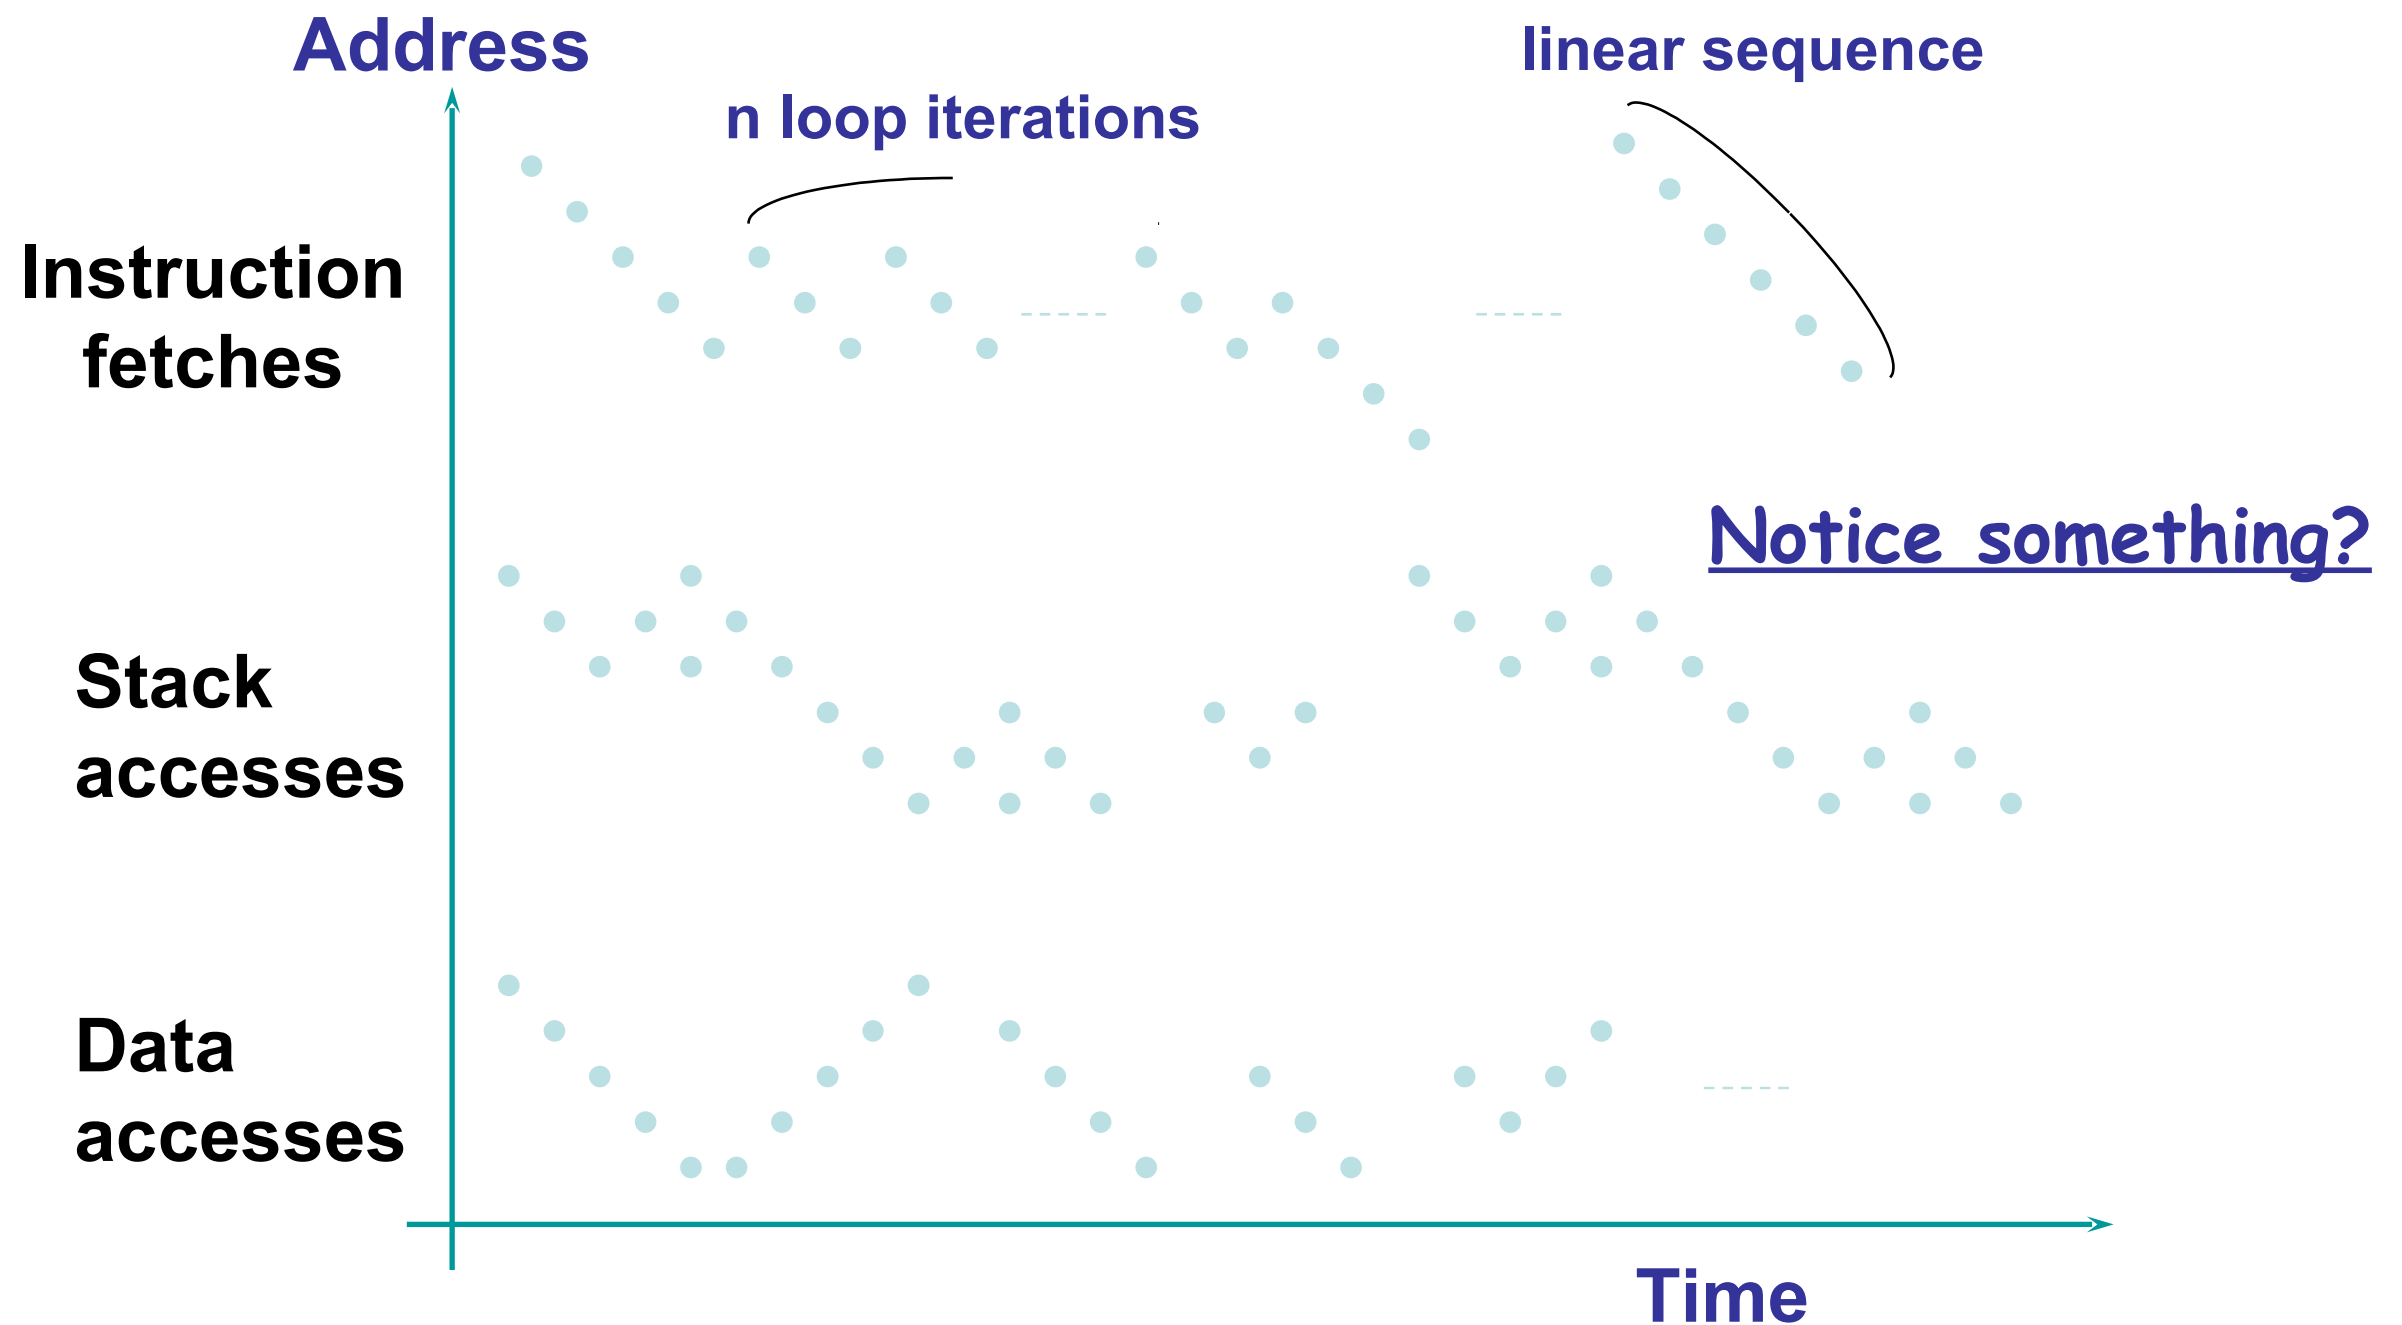 Address
linear sequence
n loop iterations
Instruction
fetches
Notice something?
Stack
accesses
Data
accesses
Time